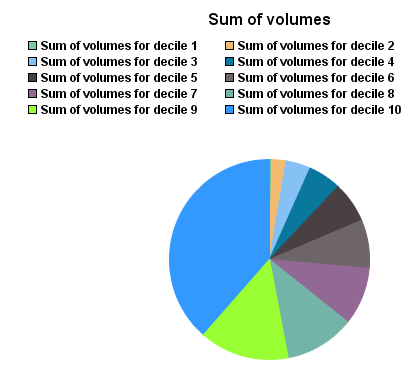 Sum of volumes
Sum of volumes for decile 1 Sum of volumes for decile 2
Sum of volumes for decile 3 Sum of volumes for decile 4
Sum of volumes for decile 5 Sum of volumes for decile 6
Sum of volumes for decile 7 Sum of volumes for decile 8
Sum of volumes for decile 9 Sum of volumes for decile 10